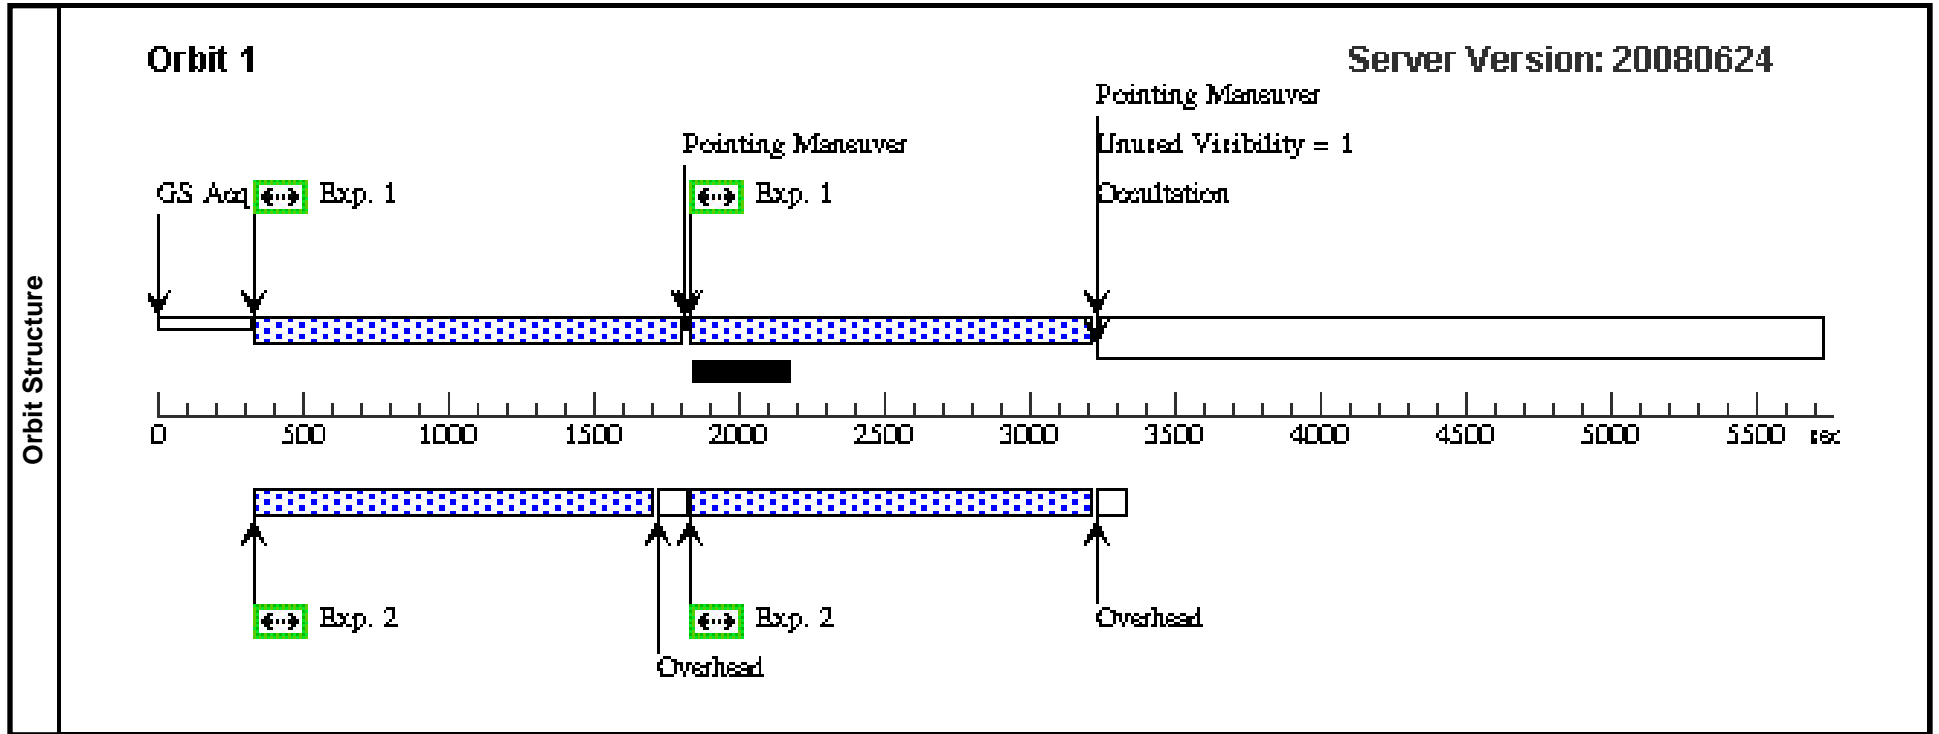 Orbit Structure
Orbit 1
Server Version: 20080624
Pointing Maneuver
Pointing Maneuver
Unused Visibility = 1
GS Acq
Exp. 1
Exp. 1
Occultation
0 500 1000 1500 2000 2500 3000 3500 4000 4500 5000 5500 sec
Exp. 2
Exp. 2
Overhead
Overhead